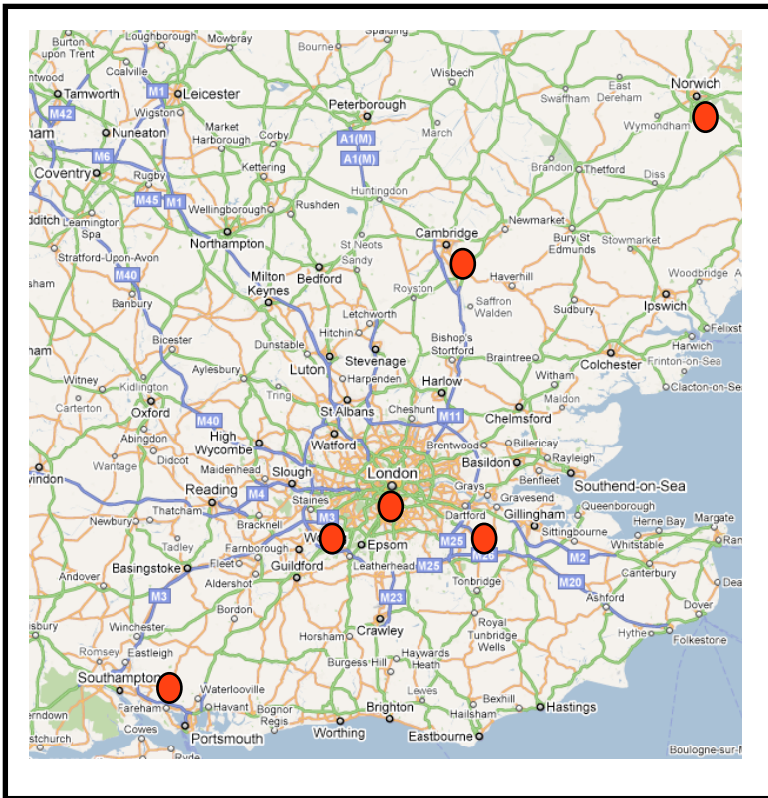 Burton
upon Trent
Loughborough
Mowbray
Bourne
Spalding
Coalville
M1
Leicester
Wisbech
Norwich
Tamworth
Wigston
Peterborough
Swaffham
East
Dereham
M42
Wymondham
Nuneaton
Market
Harborough
Corby
A1(M)
March
M6
A1(M)
Brandon
Thetford
Diss
Coventry
Rugby
Kettering
Huntingdon
M45
M1
Wellingborough
Rushden
Leamington
Spa
Northampton
St Neots
Cambridge
Newmarket
Bury St
Edmunds
Stowmarket
Stratford-Upon-Avon
Sandy
M40
Milton
Keynes
Bedford
Royston
Haverhill
Woodbridge
Banbury
Saffron
Walden
Sudbury
Ipswich
Letchworth
Bicester
Hitchin
Bishop's
Stortford
Felixst
Dunstable
Stevenage
Braintree
Harwich
Aylesbury
Luton
Colchester
Frinton-on-Sea
Witney
Kidlington
Harpenden
Harlow
Witham
Clacton-on-Sea
Carterton
Oxford
Tring
St Albans
Cheshunt
Maldon
M40
M11
Chelmsford
Abingdon
High
Wycombe
Watford
Brentwood
Billericay
Didcot
Rayleigh
Wantage
Maidenhead
Slough
London
Basildon
Benfleet
Southend-on-Sea
Reading
M4
Staines
Grays
Gravesend
Queenborough
Thatcham
M3
Dartford
Gillingham
Herne Bay
Margate
Newbury
Bracknell
Sittingbourne
Whitstable
Tadley
Farnborough
Epsom
M25
M2
Fleet
Guildford
Leatherhead
M25
Canterbury
Basingstoke
Aldershot
M20
Andover
M3
M23
Tonbridge
Ashford
Bordon
Dover
Winchester
Crawley
Royal
Tunbridge
Wells
Hythe
Folkestone
Horsham
Romsey
Eastleigh
Burgess Hill
Haywards
Heath
Southampton
Waterlooville
Lewes
Bexhill
Fareham
Havant
Bognor
Regis
Brighton
Hailsham
Hastings
Cowes
Portsmouth
Worthing
Eastbourne
Ryde
Boulogne-sur-M